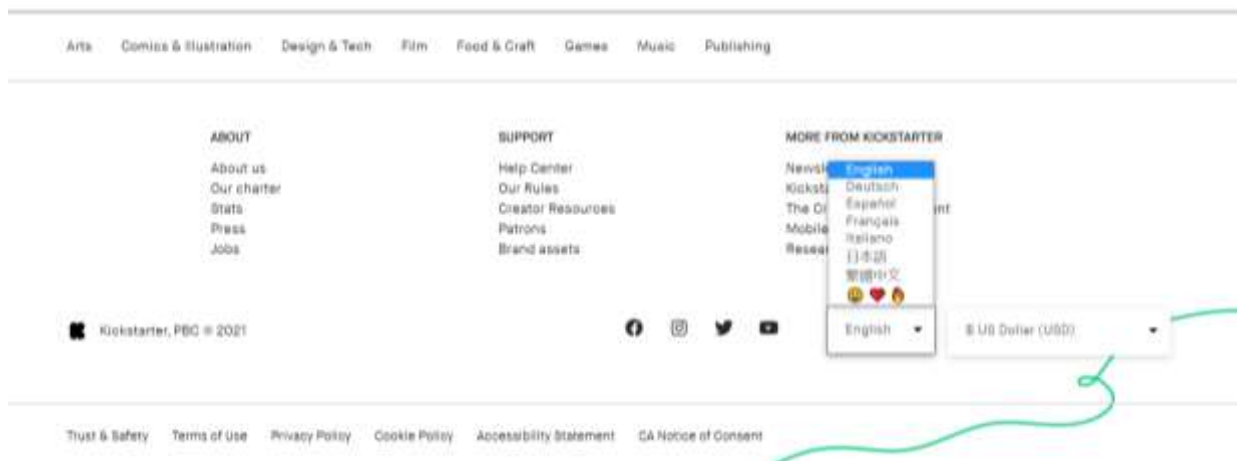 Arts Comics & Illustration Design & Tech Film Food & Craft Games Music Publishing
ABOUT
About us
Our charter
Stats
Press
Jobs
SUPPORT
Help Center
Our Rules
Creator Resources
Patrons
Brand assets
MORE FROM KICKSTARTER
English
Deutsch
Español
Français
Italiano
日本語
繁體中文
Kickstarter, PBC © 2021
English
$ US Dollar (USD)
Trust & Safety Terms of Use Privacy Policy Cookie Policy Accessibility Statement CA Notice of Consent